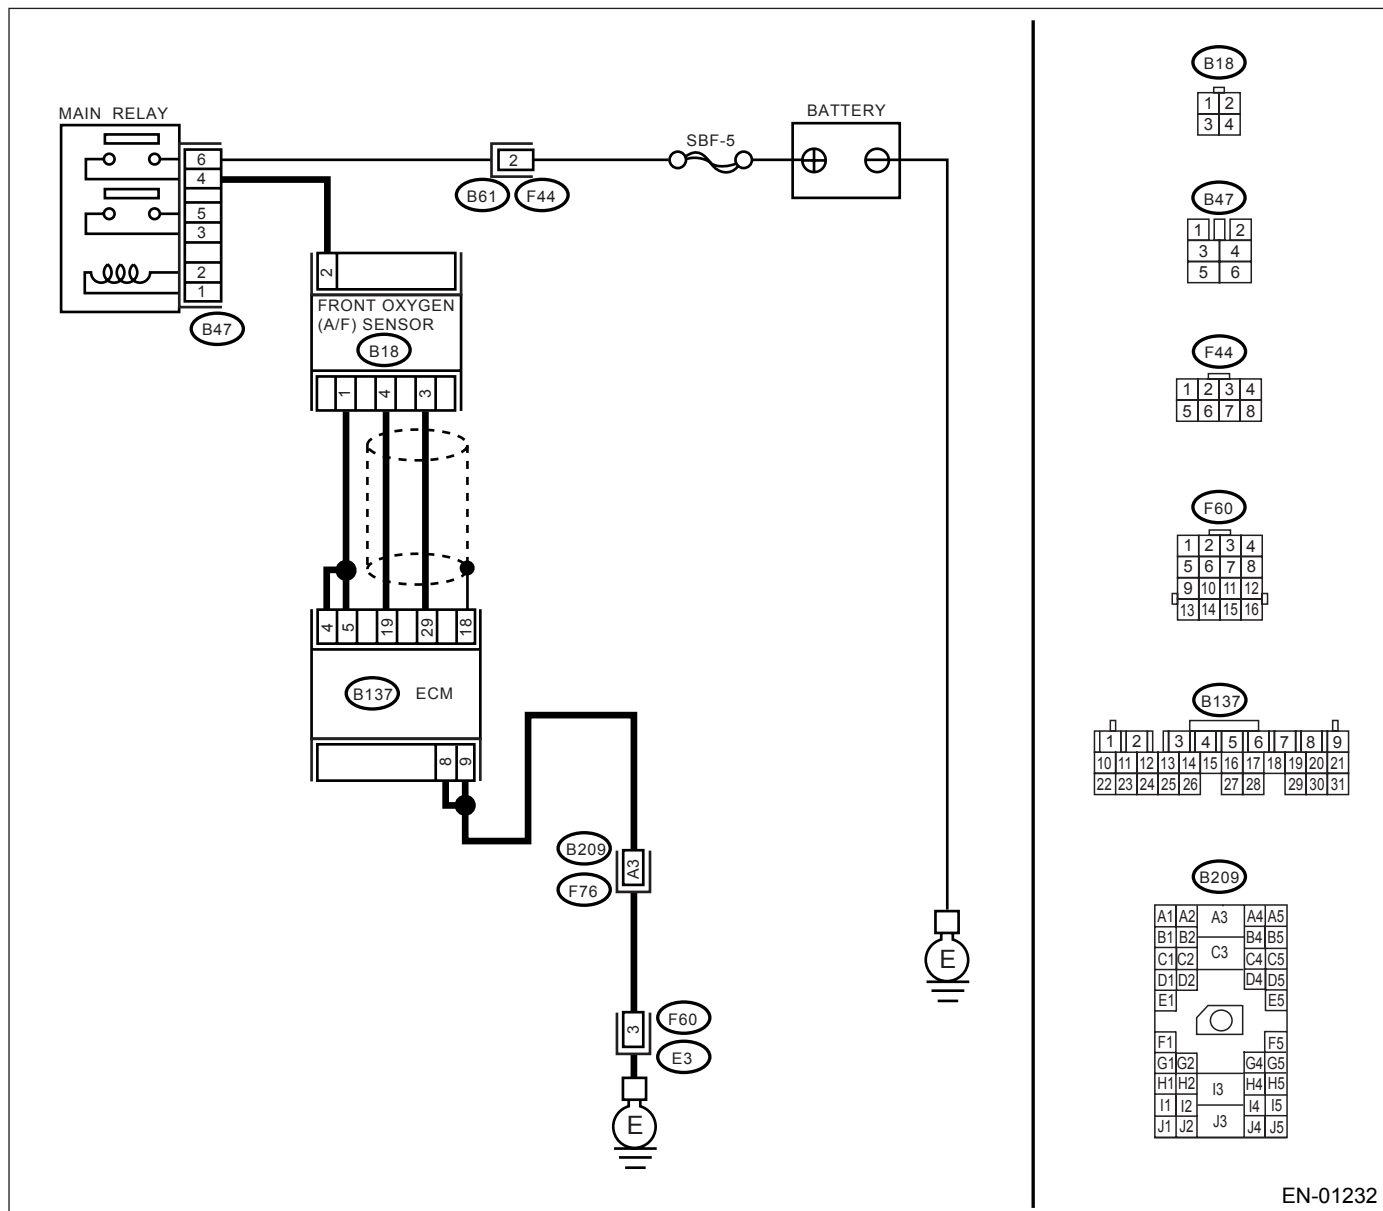 MAIN RELAY
6
4
5
3
2
1
B47
2
B61 F44
SBF-5
BATTERY
2
FRONT OXYGEN
(A/F) SENSOR
B18
1 4 3
4 5 19 29 18
B137 ECM
8 9
B209
A3
F76
3
F60
E3
E
E
B18
1 2
3 4
B47
1 2
3 4
5 6
F44
1 2 3 4
5 6 7 8
F60
1 2 3 4
5 6 7 8
9 10 11 12
13 14 15 16
B137
1 2 3 4 5 6 7 8 9
10 11 12 13 14 15 16 17 18 19 20 21
22 23 24 25 26 27 28 29 30 31
B209
A1 A2 A3 A4 A5
B1 B2 B4 B5
C1 C2 C3 C4 C5
D1 D2 D4 D5
E1 E5
F1 F5
G1 G2 G4 G5
H1 H2 I3 H4 H5
I1 I2 I4 I5
J1 J2 J3 J4 J5
EN-01232